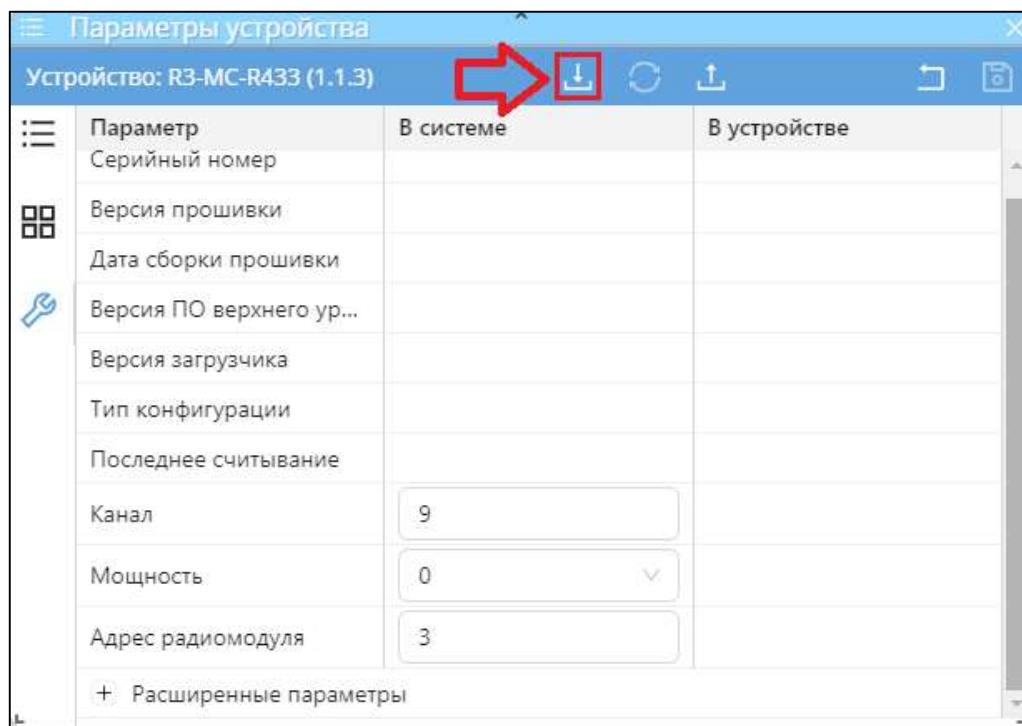 Параметры устройства
Устройство: R3-МС-R433 (1.1.3)
Параметр В системе В устройстве
Серийный номер
Версия прошивки
Дата сборки прошивки
Версия ПО верхнего ур...
Версия загрузчика
Тип конфигурации
Последнее считывание
Канал 9
Мощность 0
Адрес радиомодуля 3
+ Расширенные параметры